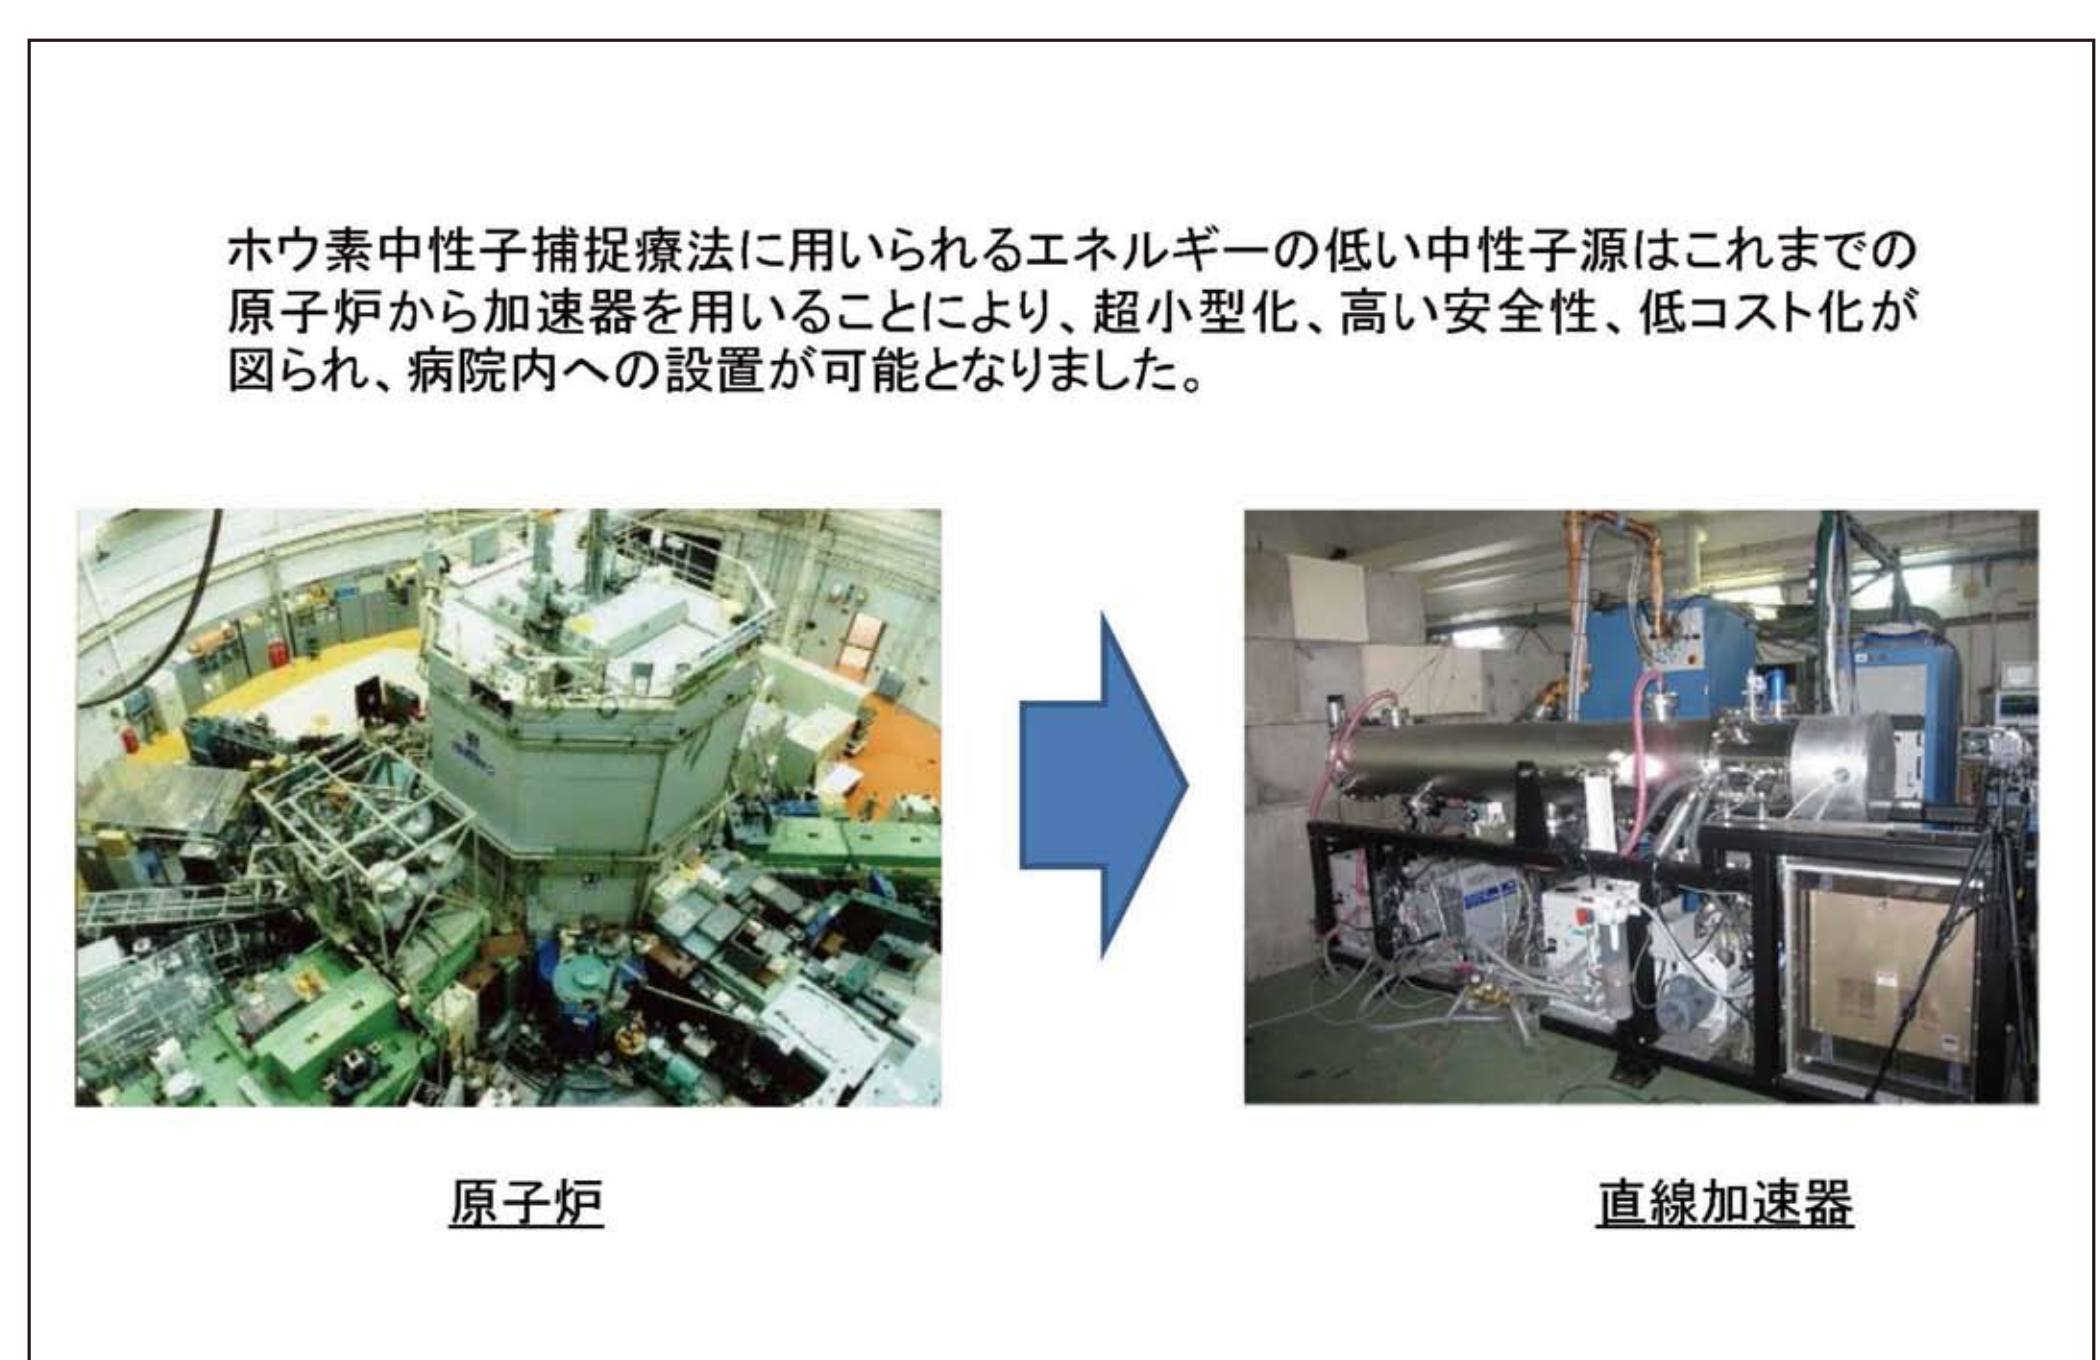 ホウ素中性子捕捉療法に用いられるエネルギーの低い中性子源はこれまでの
原子炉から加速器を用いることにより、超小型化、高い安全性、低コスト化が
図られ、病院内への設置が可能となりました。
原子炉
直線加速器